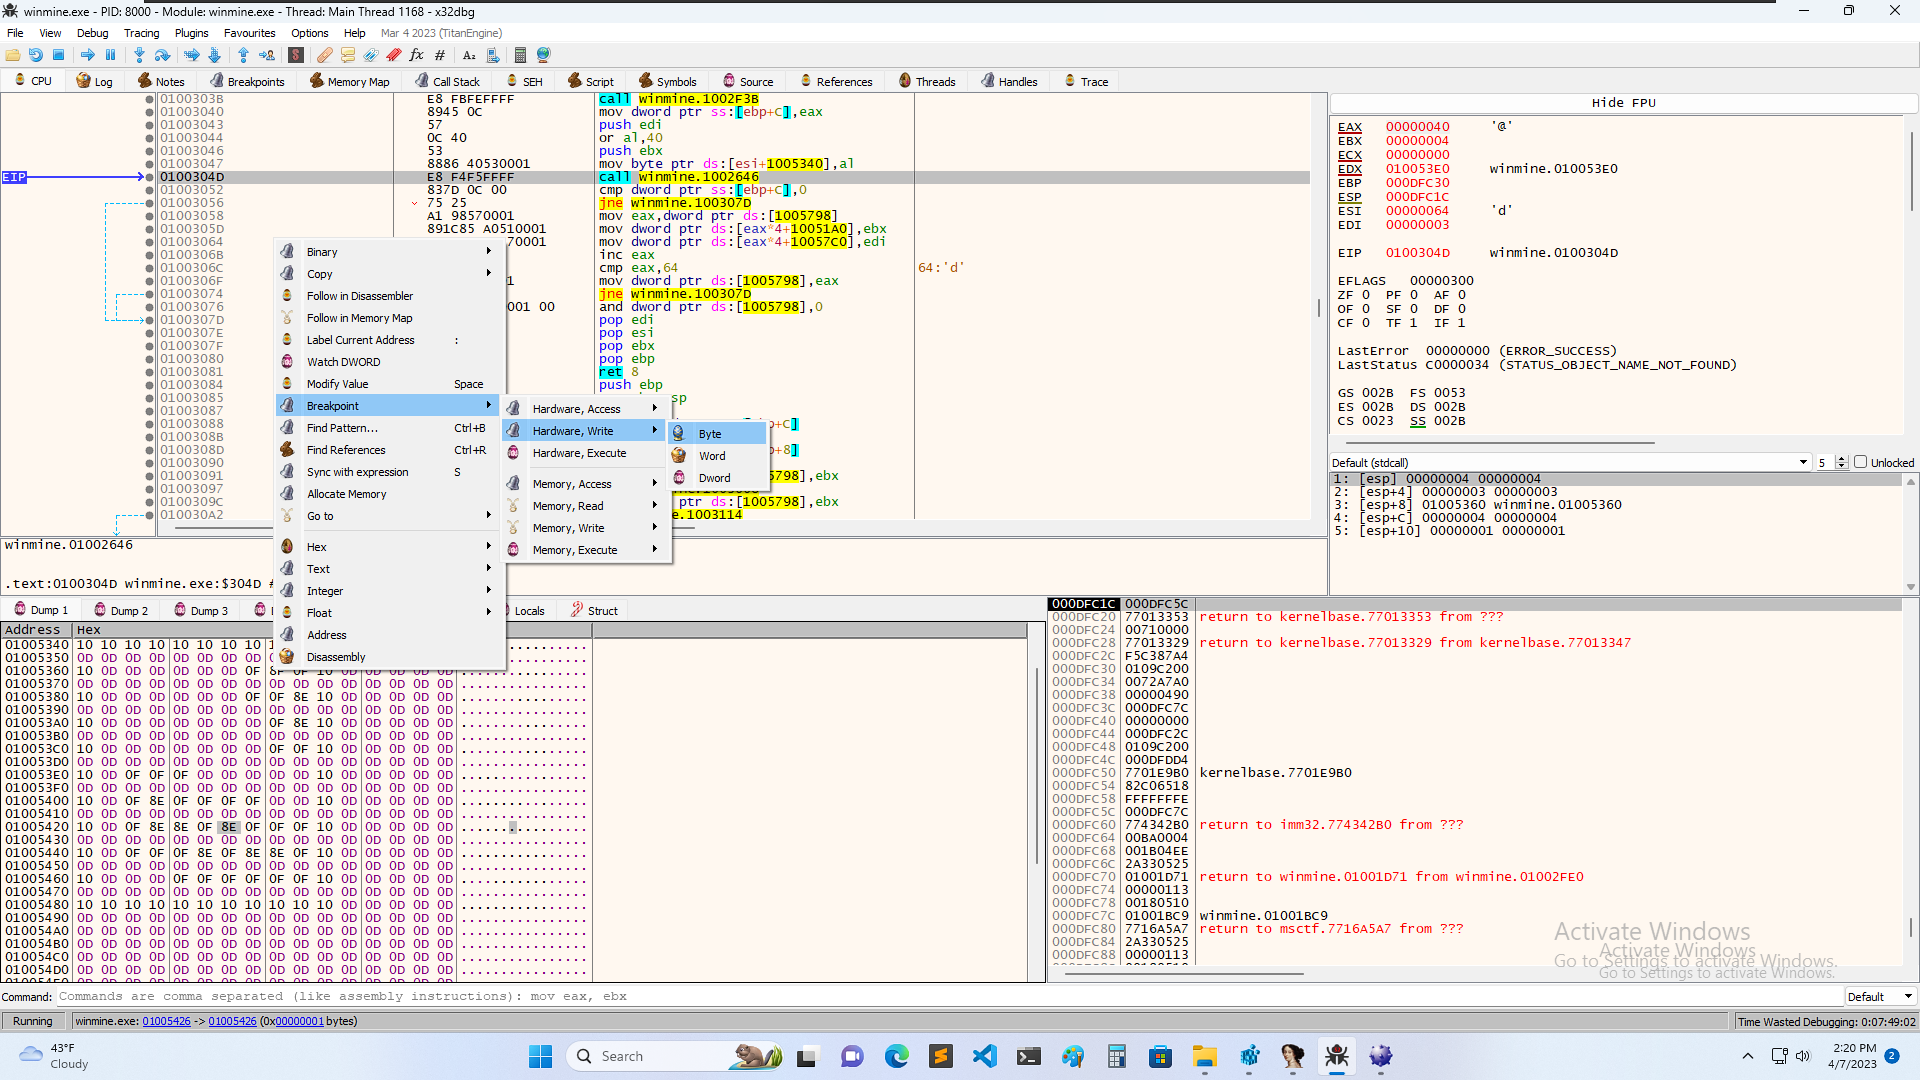 winmine.exe - PID: 8000 - Module: winmine.exe - Thread: Main Thread 1168 - x32dbg
File View Debug Tracing Plugins Favourites Options Help Mar 4 2023 (TitanEngine)
CPU Log Notes Breakpoints Memory Map Call Stack SEH Script Symbols Source References Threads Handles Trace
0100303B E8 FBFEFFFF call winmine.1002F3B
01003040 8945 0C mov dword ptr ss:[ebp+C],eax
01003043 57 push edi
01003044 0C 40 or al,40
01003046 53 push ebx
01003047 8886 40530001 mov byte ptr ds:[esi+1005340],al
EIP 0100304D E8 F4F5FFFF call winmine.1002646
01003052 837D 0C 00 cmp dword ptr ss:[ebp+C],0
01003056 75 25 jne winmine.100307D
01003058 A1 98570001 mov eax,dword ptr ds:[1005798]
0100305D 891C85 A0510001 mov dword ptr ds:[eax*4+10051A0],ebx
01003064 70001 mov dword ptr ds:[eax*4+10057C0],edi
0100306B inc eax
0100306C cmp eax,64 64:'d'
0100306F 1 mov dword ptr ds:[1005798],eax
01003074 jne winmine.100307D
01003076 001 00 and dword ptr ds:[1005798],0
0100307D pop edi
0100307E pop esi
0100307F pop ebx
01003080 pop ebp
01003081 ret 8
01003084 push ebp
01003085 sp
01003087
01003088 +C]
0100308B
0100308D +8]
01003090
01003091 5798],ebx
01003097
0100309C ptr ds:[1005798],ebx
010030A2 e.1003114
Binary
Copy
Follow in Disassembler
Follow in Memory Map
Label Current Address :
Watch DWORD
Modify Value Space
Breakpoint
Find Pattern... Ctrl+B
Find References Ctrl+R
Sync with expression S
Allocate Memory
Go to
Hex
Text
Integer
Float
Address
Disassembly
Hardware, Access
Hardware, Write
Hardware, Execute
Memory, Access
Memory, Read
Memory, Write
Memory, Execute
Byte
Word
Dword
Hide FPU
EAX 00000040 '@'
EBX 00000004
ECX 00000000
EDX 010053E0 winmine.010053E0
EBP 000DFC30
ESP 000DFC1C
ESI 00000064 'd'
EDI 00000003
EIP 0100304D winmine.0100304D
EFLAGS 00000300
ZF 0 PF 0 AF 0
OF 0 SF 0 DF 0
CF 0 TF 1 IF 1
LastError 00000000 (ERROR_SUCCESS)
LastStatus C0000034 (STATUS_OBJECT_NAME_NOT_FOUND)
GS 002B FS 0053
ES 002B DS 002B
CS 0023 SS 002B
Default (stdcall) 5 Unlocked
1: [esp] 00000004 00000004
2: [esp+4] 00000003 00000003
3: [esp+8] 01005360 winmine.01005360
4: [esp+C] 00000004 00000004
5: [esp+10] 00000001 00000001
winmine.01002646
.text:0100304D winmine.exe:$304D #
Dump 1 Dump 2 Dump 3 Locals Struct
Address Hex
01005340 10 10 10 10 10 10 10 10
01005350 0D 0D 0D 0D 0D 0D 0D 0D
01005360 10 0D 0D 0D 0D 0D 0D 0F 8F 0F 10 0D 0D 0D 0D 0D
01005370 0D 0D 0D 0D 0D 0D 0D 0D 0D 0D 0D 0D 0D 0D 0D 0D
01005380 10 0D 0D 0D 0D 0D 0D 0F 0F 8E 10 0D 0D 0D 0D 0D
01005390 0D 0D 0D 0D 0D 0D 0D 0D 0D 0D 0D 0D 0D 0D 0D 0D
010053A0 10 0D 0D 0D 0D 0D 0D 0D 0F 8E 10 0D 0D 0D 0D 0D
010053B0 0D 0D 0D 0D 0D 0D 0D 0D 0D 0D 0D 0D 0D 0D 0D 0D
010053C0 10 0D 0D 0D 0D 0D 0D 0D 0F 0F 10 0D 0D 0D 0D 0D
010053D0 0D 0D 0D 0D 0D 0D 0D 0D 0D 0D 0D 0D 0D 0D 0D 0D
010053E0 10 0D 0F 0F 0F 0D 0D 0D 0D 0D 10 0D 0D 0D 0D 0D
010053F0 0D 0D 0D 0D 0D 0D 0D 0D 0D 0D 0D 0D 0D 0D 0D 0D
01005400 10 0D 0F 8E 0F 0F 0F 0F 0D 0D 10 0D 0D 0D 0D 0D
01005410 0D 0D 0D 0D 0D 0D 0D 0D 0D 0D 0D 0D 0D 0D 0D 0D
01005420 10 0D 0F 8E 8E 0F 8E 0F 0F 0F 10 0D 0D 0D 0D 0D
01005430 0D 0D 0D 0D 0D 0D 0D 0D 0D 0D 0D 0D 0D 0D 0D 0D
01005440 10 0D 0F 0F 0F 8E 0F 8E 8E 0F 10 0D 0D 0D 0D 0D
01005450 0D 0D 0D 0D 0D 0D 0D 0D 0D 0D 0D 0D 0D 0D 0D 0D
01005460 10 0D 0D 0D 0F 0F 0F 0F 0F 0F 10 0D 0D 0D 0D 0D
01005470 0D 0D 0D 0D 0D 0D 0D 0D 0D 0D 0D 0D 0D 0D 0D 0D
01005480 10 10 10 10 10 10 10 10 10 10 10 0D 0D 0D 0D 0D
01005490 0D 0D 0D 0D 0D 0D 0D 0D 0D 0D 0D 0D 0D 0D 0D 0D
010054A0 0D 0D 0D 0D 0D 0D 0D 0D 0D 0D 0D 0D 0D 0D 0D 0D
010054B0 0D 0D 0D 0D 0D 0D 0D 0D 0D 0D 0D 0D 0D 0D 0D 0D
010054C0 0D 0D 0D 0D 0D 0D 0D 0D 0D 0D 0D 0D 0D 0D 0D 0D
010054D0 0D 0D 0D 0D 0D 0D 0D 0D 0D 0D 0D 0D 0D 0D 0D 0D
000DFC1C 000DFC5C
000DFC20 77013353 return to kernelbase.77013353 from ???
000DFC24 00710000
000DFC28 77013329 return to kernelbase.77013329 from kernelbase.77013347
000DFC2C F5C387A4
000DFC30 0109C200
000DFC34 0072A7A0
000DFC38 00000490
000DFC3C 000DFC7C
000DFC40 00000000
000DFC44 000DFC2C
000DFC48 0109C200
000DFC4C 000DFDD4
000DFC50 7701E9B0 kernelbase.7701E9B0
000DFC54 82C06518
000DFC58 FFFFFFFE
000DFC5C 000DFC7C
000DFC60 774342B0 return to imm32.774342B0 from ???
000DFC64 00BA0004
000DFC68 001B04EE
000DFC6C 2A330525
000DFC70 01001D71 return to winmine.01001D71 from winmine.01002FE0
000DFC74 00000113
000DFC78 00180510
000DFC7C 01001BC9 winmine.01001BC9
000DFC80 7716A5A7 return to msctf.7716A5A7 from ???
000DFC84 2A330525
000DFC88 00000113
Activate Windows
Go to Settings to activate Windows.
Activate Windows
Go to Settings to activate Windows.
Command: Commands are comma separated (like assembly instructions): mov eax, ebx Default
Running winmine.exe: 01005426 -> 01005426 (0x00000001 bytes) Time Wasted Debugging: 0:07:49:02
43°F
Cloudy
Search
2:20 PM
4/7/2023
2